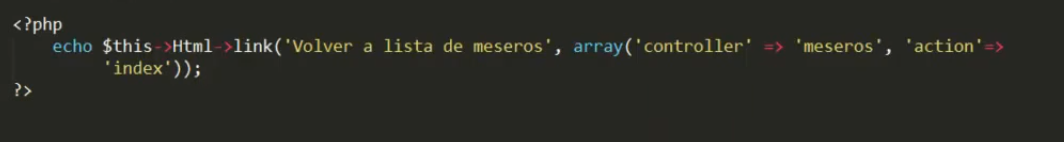 <?php
echo $this->Html->link('Volver a lista de meseros', array('controller' => 'meseros', 'action'=>
'index'));
?>